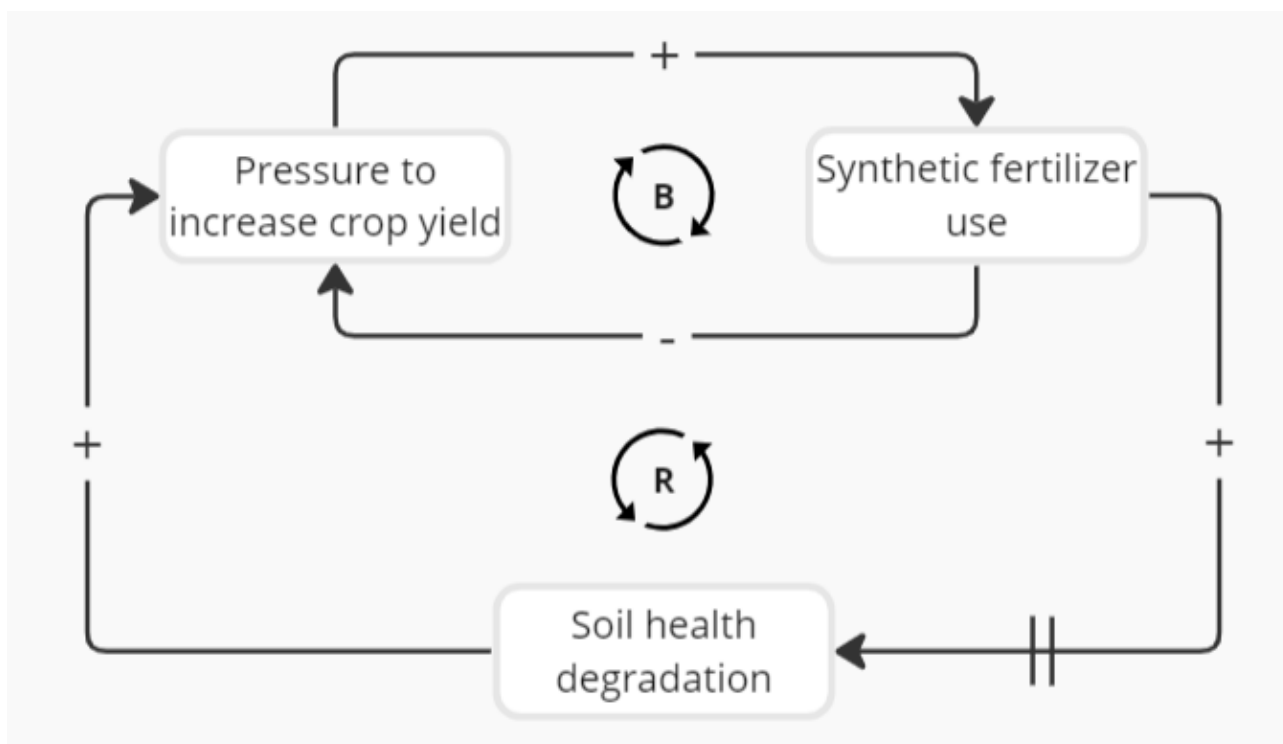 +
Pressure to
increase crop yield
B
Synthetic fertilizer
use
-
+
+
R
Soil health
degradation